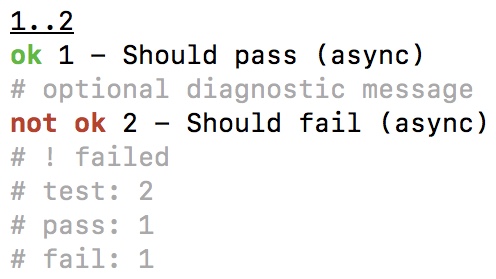 1..2
ok 1 – Should pass (async)
# optional diagnostic message
not ok 2 – Should fail (async)
# ! failed
# test: 2
# pass: 1
# fail: 1